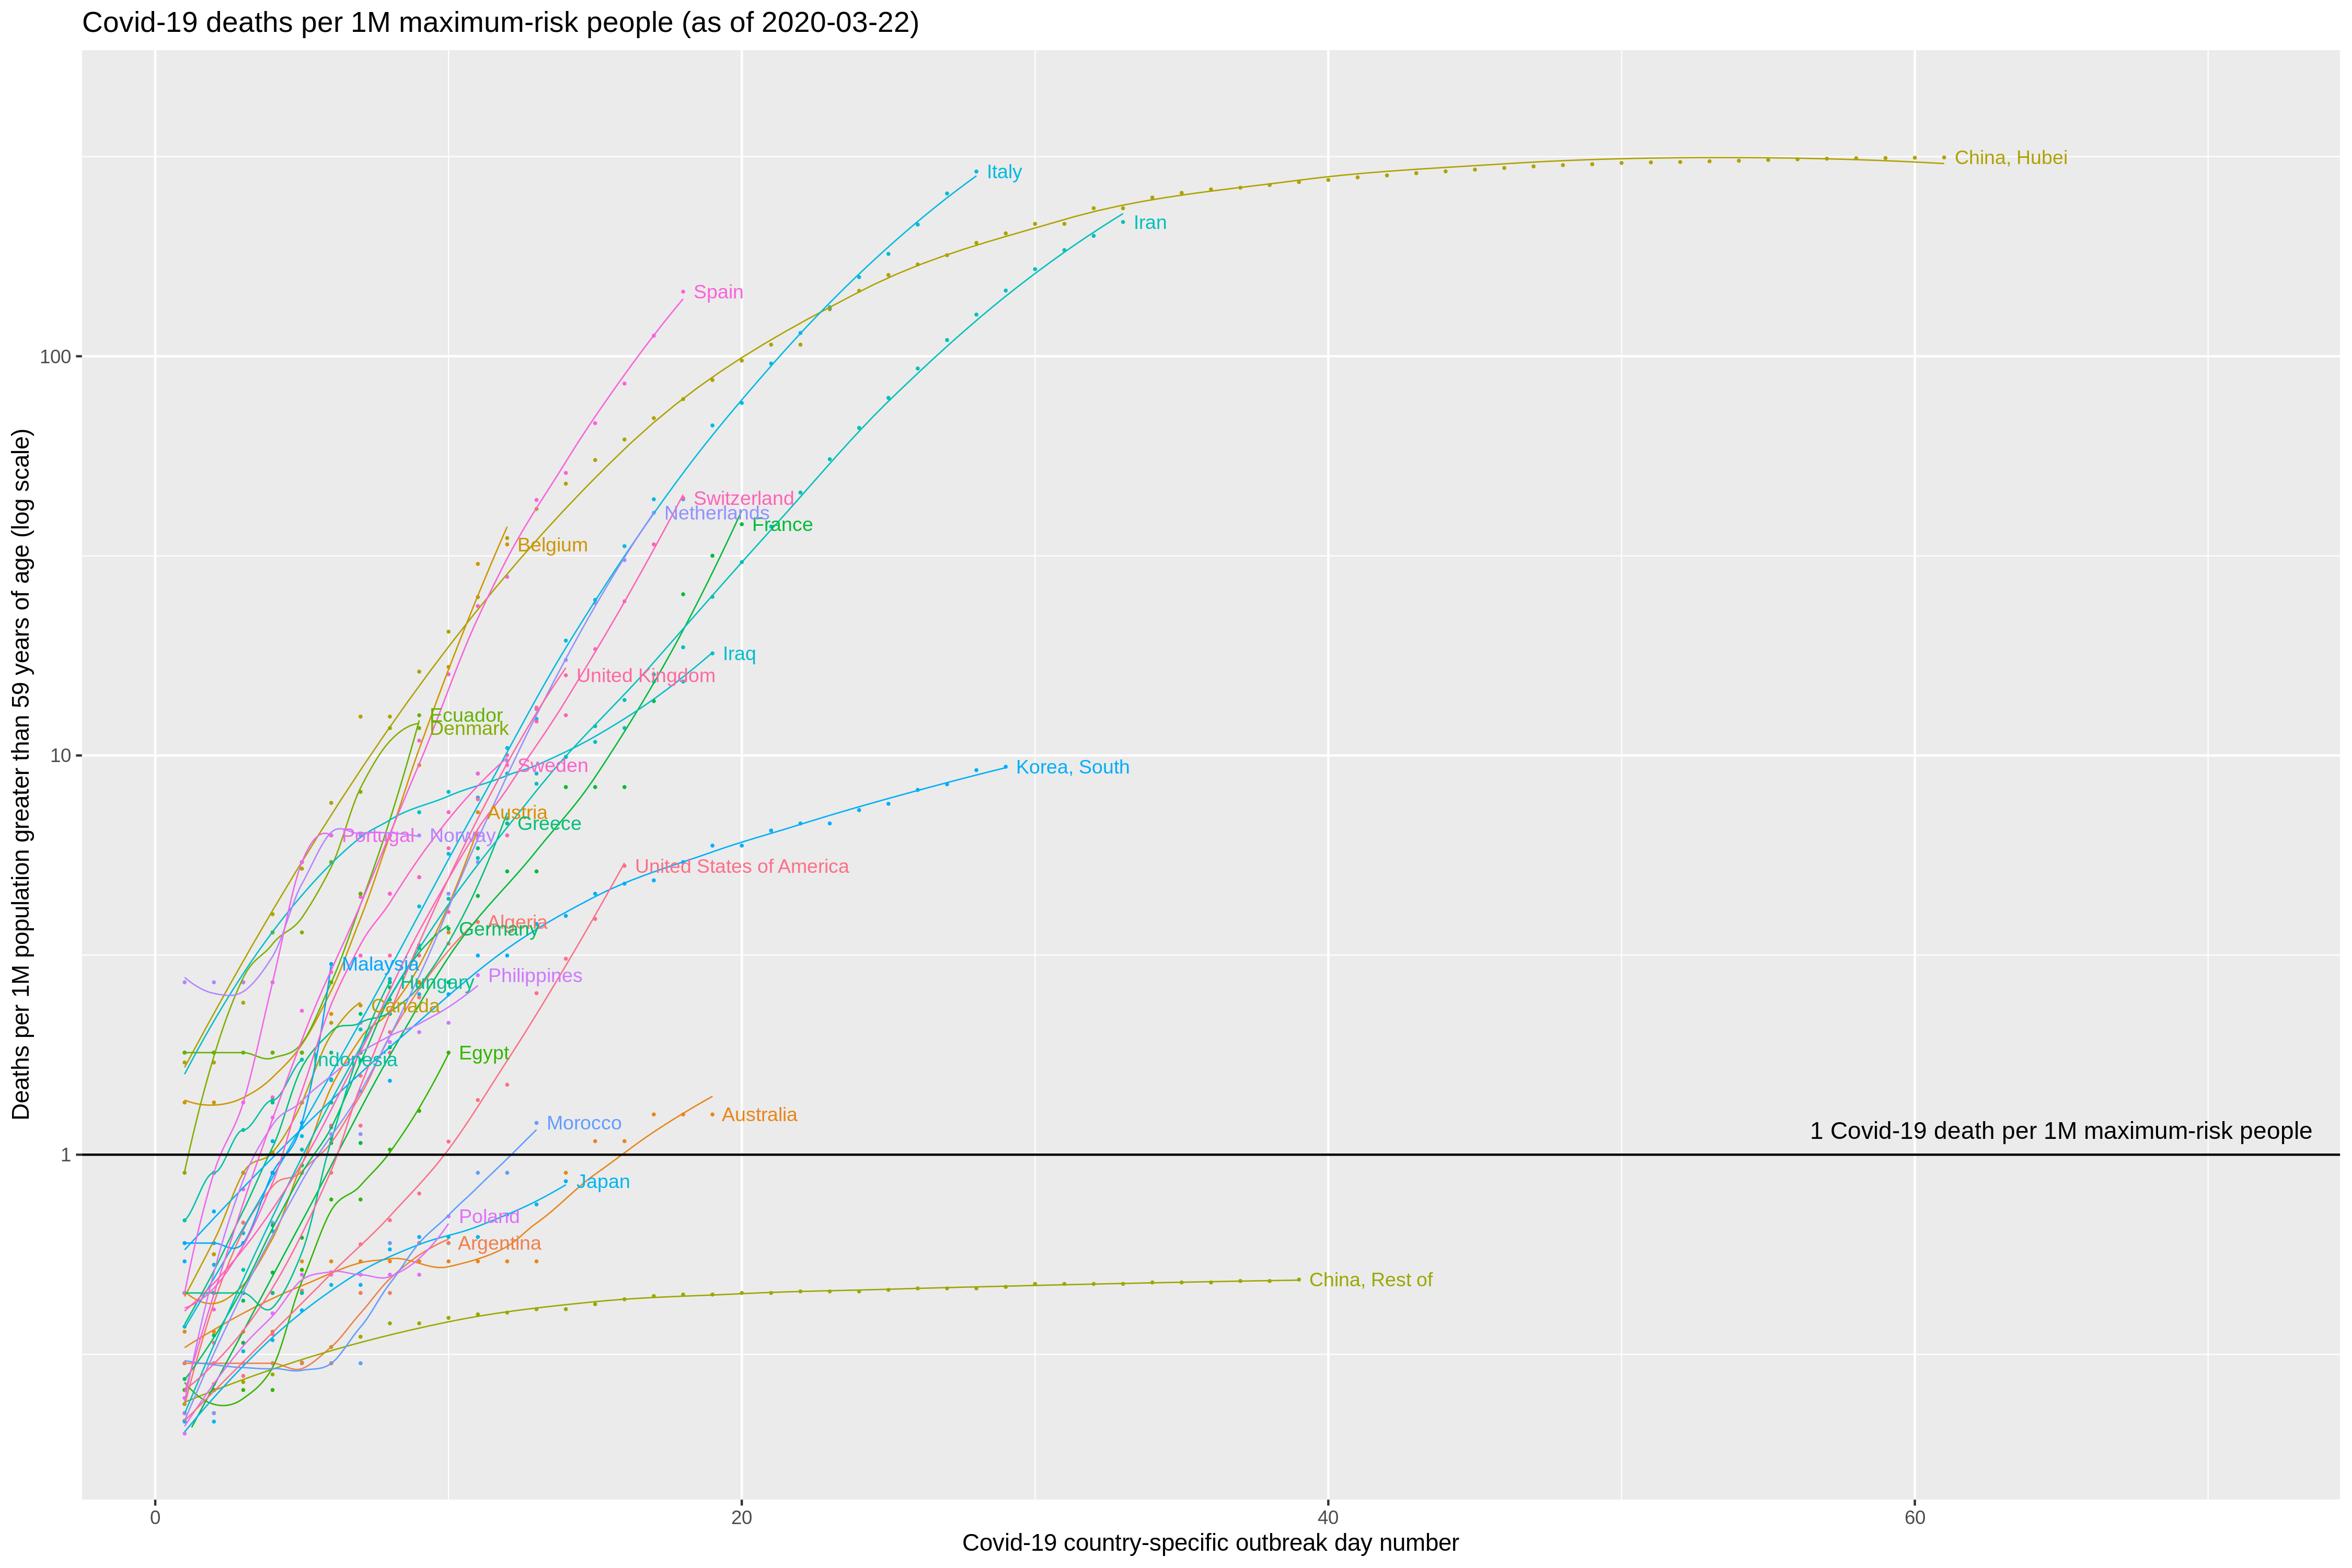 Covid-19 deaths per 1M maximum-risk people (as of 2020-03-22)
Deaths per 1M population greater than 59 years of age (log scale)
100
10
1
China, Hubei
Italy
Iran
Spain
Switzerland
Netherlands
France
Belgium
Iraq
United Kingdom
Ecuador
Denmark
Sweden
Korea, South
Austria
Greece
Portugal
Norway
United States of America
Algeria
Germany
Malaysia
Philippines
Hungary
Canada
Egypt
Indonesia
Morocco
Australia
1 Covid-19 death per 1M maximum-risk people
Japan
Poland
Argentina
China, Rest of
0
20
40
60
Covid-19 country-specific outbreak day number